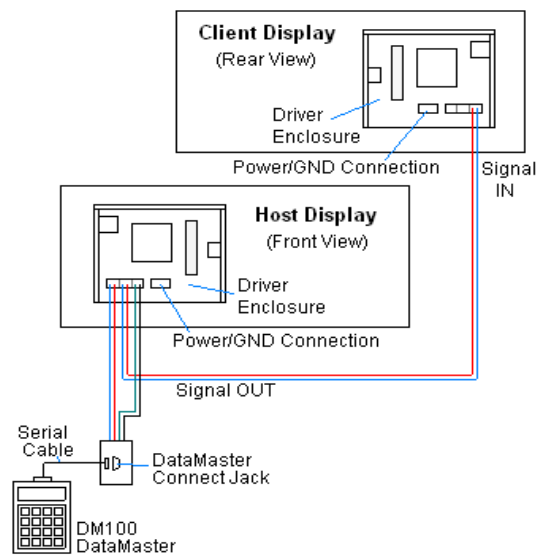 Client Display
(Rear View)
Driver
Enclosure
Power/GND Connection
Signal
IN
Host Display
(Front View)
Driver
Enclosure
Power/GND Connection
Signal OUT
Serial
Cable
DataMaster
Connect Jack
DM100
DataMaster